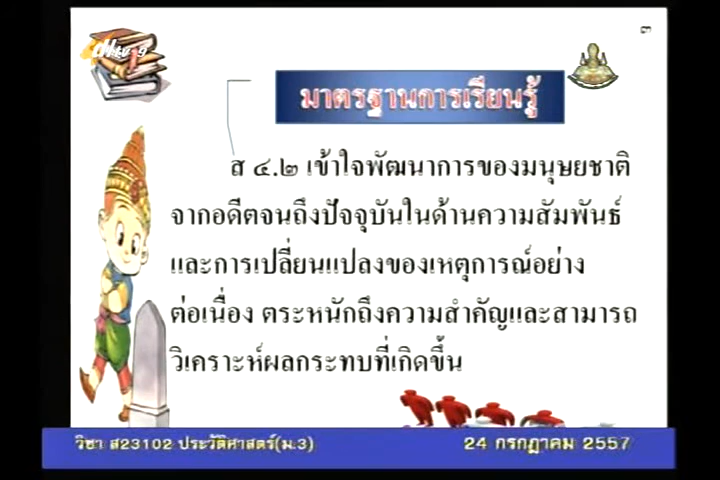 ๓
มาตรฐานการเรียนรู้
ส ๔.๒ เข้าใจพัฒนาการของมนุษยชาติ
จากอดีตจนถึงปัจจุบันในด้านความสัมพันธ์
และการเปลี่ยนแปลงของเหตุการณ์อย่าง
ต่อเนื่อง ตระหนักถึงความสำคัญและสามารถ
วิเคราะห์ผลกระทบที่เกิดขึ้น
วิชา ส23102 ประวัติศาสตร์(ม.3)
24 กรกฎาคม 2557